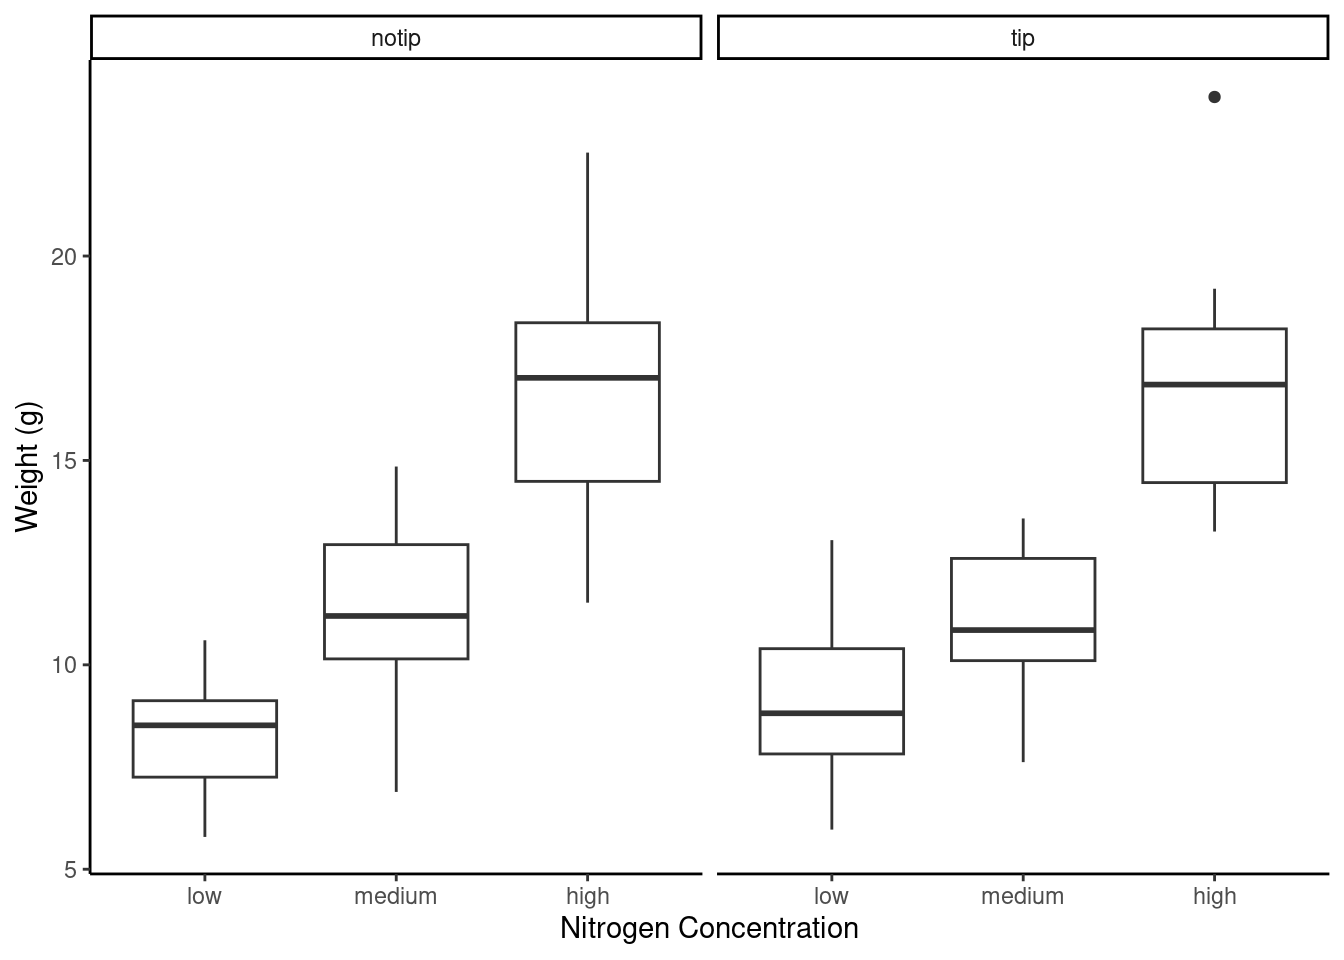 notip
tip
Weight (g)
20
15
10
5
low
medium
high
low
medium
high
Nitrogen Concentration